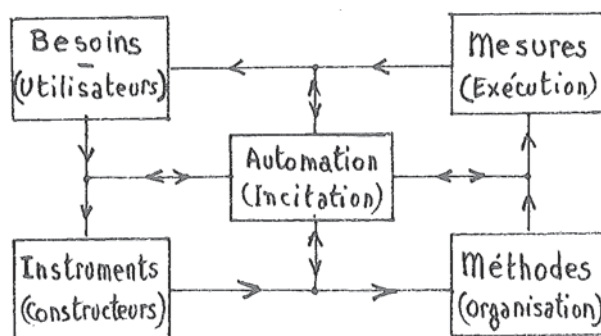 Besoins
(Utilisateurs)
Mesures
(Exécution)
Automation
(Incitation)
Instruments
(Constructeurs)
Méthodes
(Organisation)